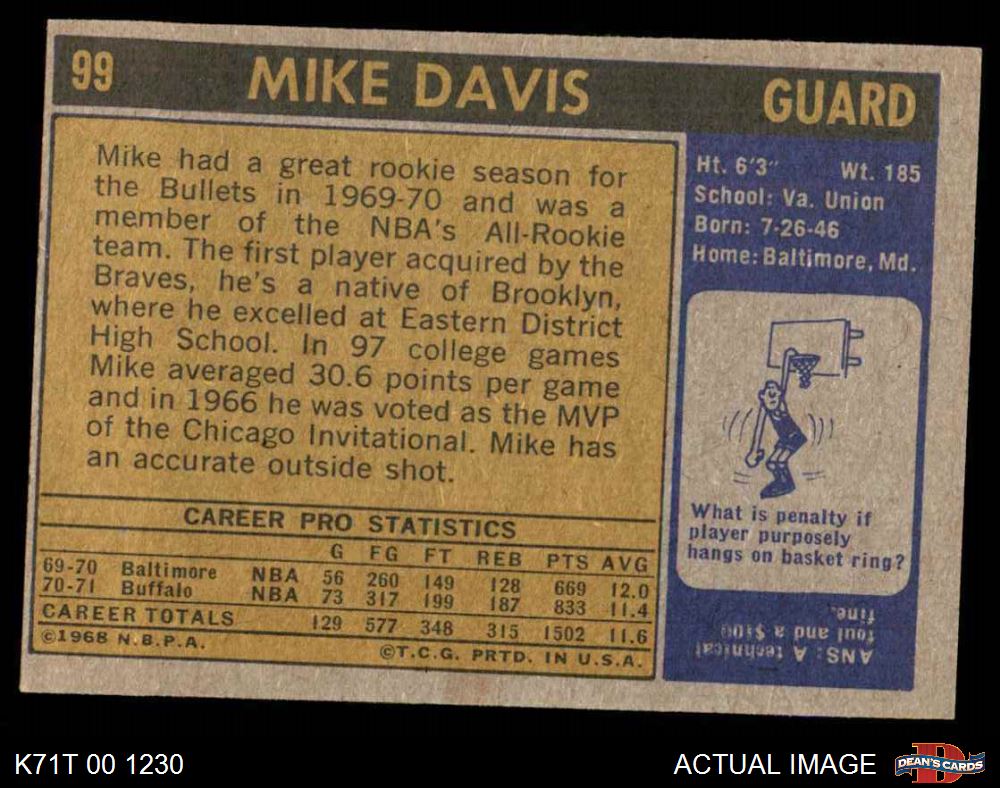 99 MIKE DAVIS GUARD
Mike had a great rookie season for
the Bullets in 1969-70 and was a
member of the NBA's All-Rookie
team. The first player acquired by the
Braves, he's a native of Brooklyn,
where he excelled at Eastern District
High School. In 97 college games
Mike averaged 30.6 points per game
and in 1966 he was voted as the MVP
of the Chicago Invitational. Mike has
an accurate outside shot.
CAREER PRO STATISTICS
G FG FT REB PTS AVG
69-70 Baltimore NBA 56 260 149 128 669 12.0
70-71 Buffalo NBA 73 317 199 187 833 11.4
CAREER TOTALS 129 577 348 315 1502 11.6
©1968 N.B.P.A.
©T.C.G. PRTD. IN U.S.A.
Ht. 6'3" Wt. 185
School: Va. Union
Born: 7-26-46
Home: Baltimore, Md.
What is penalty if
player purposely
hangs on basket ring?
ANS: A technical
foul and a $100
fine.
K71T 00 1230
ACTUAL IMAGE
D
DEAN'S CARDS